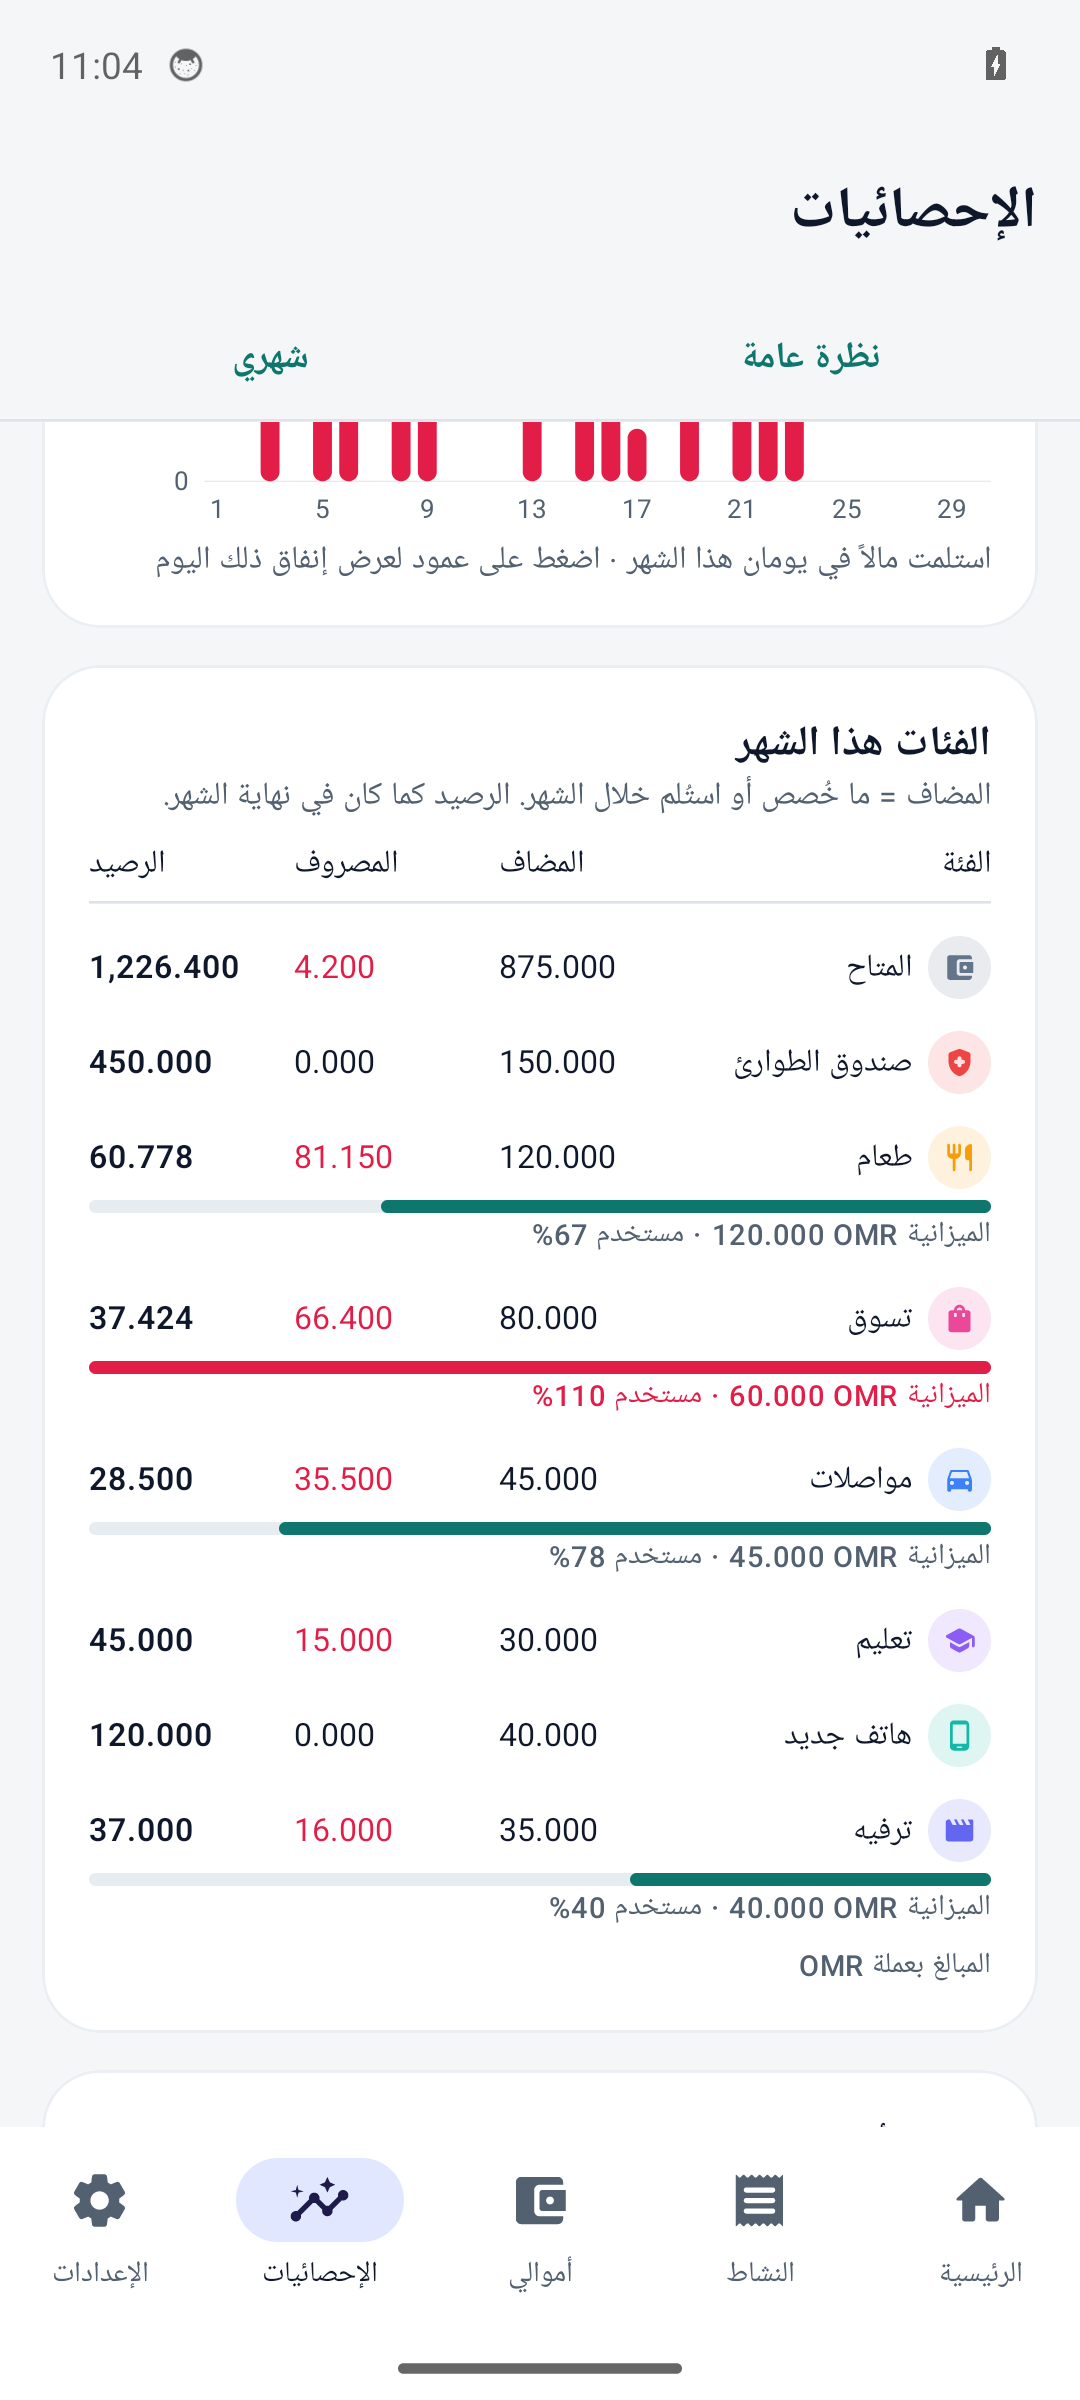 11:04
الإحصائيات
نظرة عامة
شهري
0
1 5 9 13 17 21 25 29
استلمت مالاً في يومان هذا الشهر · اضغط على عمود لعرض إنفاق ذلك اليوم
الفئات هذا الشهر
المضاف = ما خُصص أو استُلم خلال الشهر. الرصيد كما كان في نهاية الشهر.
الفئة المضاف المصروف الرصيد
المتاح 875.000 4.200 1,226.400
صندوق الطوارئ 150.000 0.000 450.000
طعام 120.000 81.150 60.778
الميزانية 120.000 OMR · مستخدم 67%
تسوق 80.000 66.400 37.424
الميزانية 60.000 OMR · مستخدم 110%
مواصلات 45.000 35.500 28.500
الميزانية 45.000 OMR · مستخدم 78%
تعليم 30.000 15.000 45.000
هاتف جديد 40.000 0.000 120.000
ترفيه 35.000 16.000 37.000
الميزانية 40.000 OMR · مستخدم 40%
المبالغ بعملة OMR
الرئيسية النشاط أموالي الإحصائيات الإعدادات